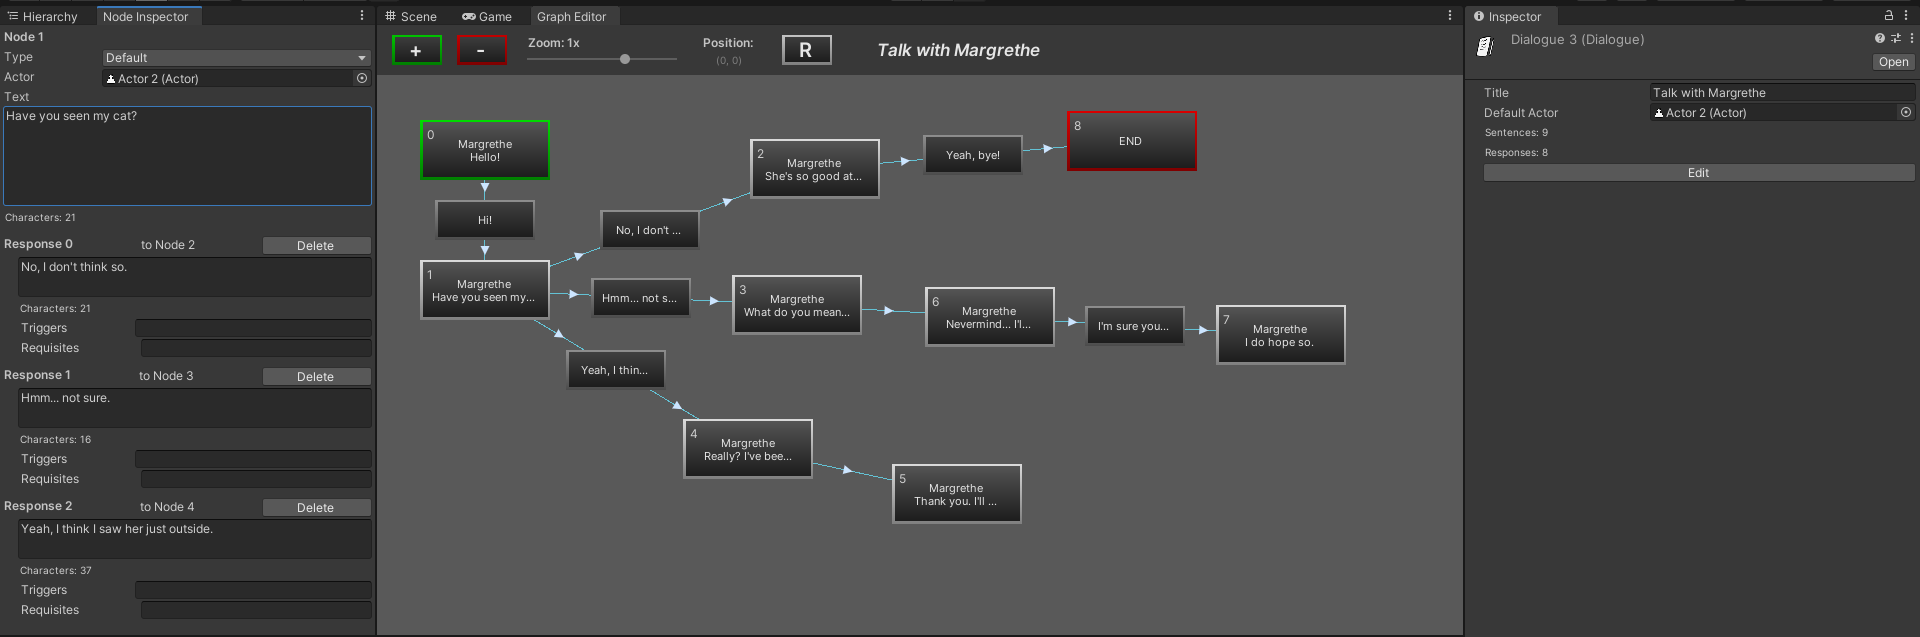 Hierarchy
Node Inspector
Node 1
Type
Default
Actor
Actor 2 (Actor)
Text
Have you seen my cat?
Characters: 21
Response 0
to Node 2
Delete
No, I don't think so.
Characters: 21
Triggers
Requisites
Response 1
to Node 3
Delete
Hmm... not sure.
Characters: 16
Triggers
Requisites
Response 2
to Node 4
Delete
Yeah, I think I saw her just outside.
Characters: 37
Triggers
Requisites
Scene
Game
Graph Editor
+
-
Zoom: 1x
Position:
(0, 0)
R
Talk with Margrethe
0
Margrethe
Hello!
Hi!
1
Margrethe
Have you seen my...
No, I don't ...
2
Margrethe
She's so good at...
Yeah, bye!
8
END
Hmm... not s...
3
Margrethe
What do you mean...
6
Margrethe
Nevermind... I'l...
I'm sure you...
7
Margrethe
I do hope so.
Yeah, I thin...
4
Margrethe
Really? I've bee...
5
Margrethe
Thank you. I'll ...
Inspector
Dialogue 3 (Dialogue)
Open
Title
Talk with Margrethe
Default Actor
Actor 2 (Actor)
Sentences: 9
Responses: 8
Edit